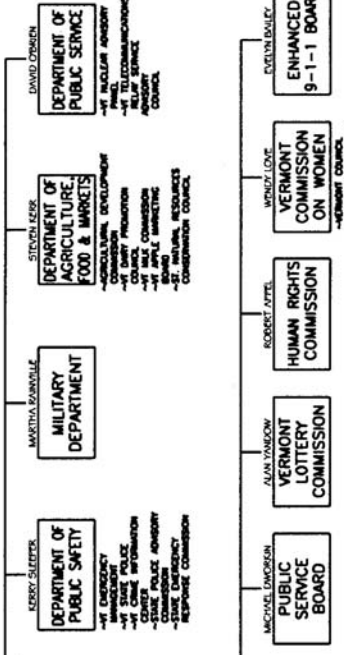 KERRY SLEEPER
DEPARTMENT OF
PUBLIC SAFETY
~VT EMERGENCY
MANAGEMENT
~VT STATE POLICE
~VT CRIME INFORMATION
CENTER
~STATE POLICE ADVISORY
COMMISSION
~STATE EMERGENCY
RESPONSE COMMISSION
MARTHA RAINVILLE
MILITARY
DEPARTMENT
STEVEN KERR
DEPARTMENT OF
AGRICULTURE,
FOOD & MARKETS
~AGRICULTURAL DEVELOPMENT
COMMISSION
~VT DAIRY PROMOTION
COUNCIL
~VT MILK COMMISSION
~VT APPLE MARKETING
BOARD
~ST. NATURAL RESOURCES
CONSERVATION COUNCIL
DAVID O'BRIEN
DEPARTMENT OF
PUBLIC SERVICE
~VT NUCLEAR ADVISORY
PANEL
~VT TELECOMMUNICATIONS
RELAY SERVICE
ADVISORY
COUNCIL
MICHAEL DWORKIN
PUBLIC
SERVICE
BOARD
ALAN YANDOW
VERMONT
LOTTERY
COMMISSION
ROBERT APPEL
HUMAN RIGHTS
COMMISSION
WENDY LOVE
VERMONT
COMMISSION
ON WOMEN
~VERMONT COUNCIL
EVELYN BAILEY
ENHANCED
9-1-1 BOARD